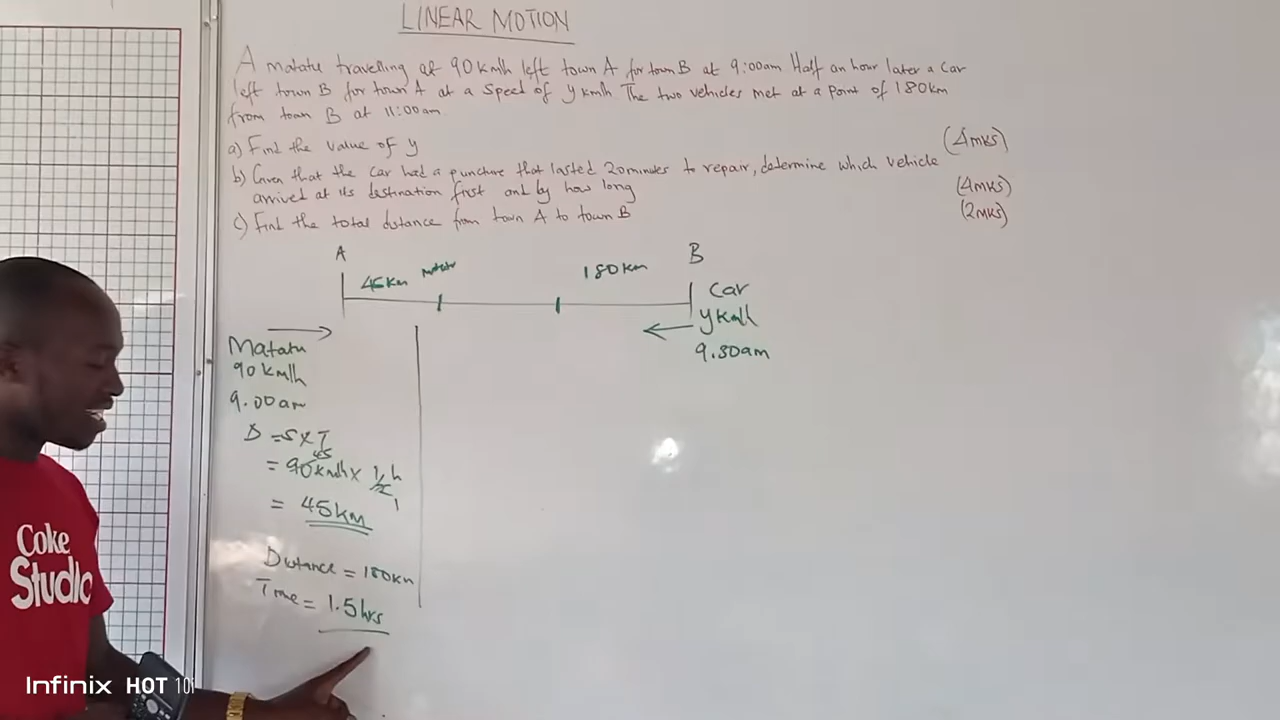 LINEAR MOTION
A matatu travelling at 90km/h left town A for town B at 9:00am Half an hour later a car
left town B for town A at a speed of y km/h. The two vehicles met at a point of 180km
from town B at 11:00am
a) Find the value of y (4mks)
b) Given that the car had a puncture that lasted 20minutes to repair, determine which vehicle
arrived at its destination first and by how long (4mks)
c) Find the total distance from town A to town B (2mks)
A B
45km matatu 180km
Car
y km/h
9.30am
Matatu
90km/h
9.00am
D = S x T
45
= 90km/h x 1/2 h
1
= 45km
Distance = 180km
Time = 1.5hrs
Coke
Studio
Infinix HOT 10i